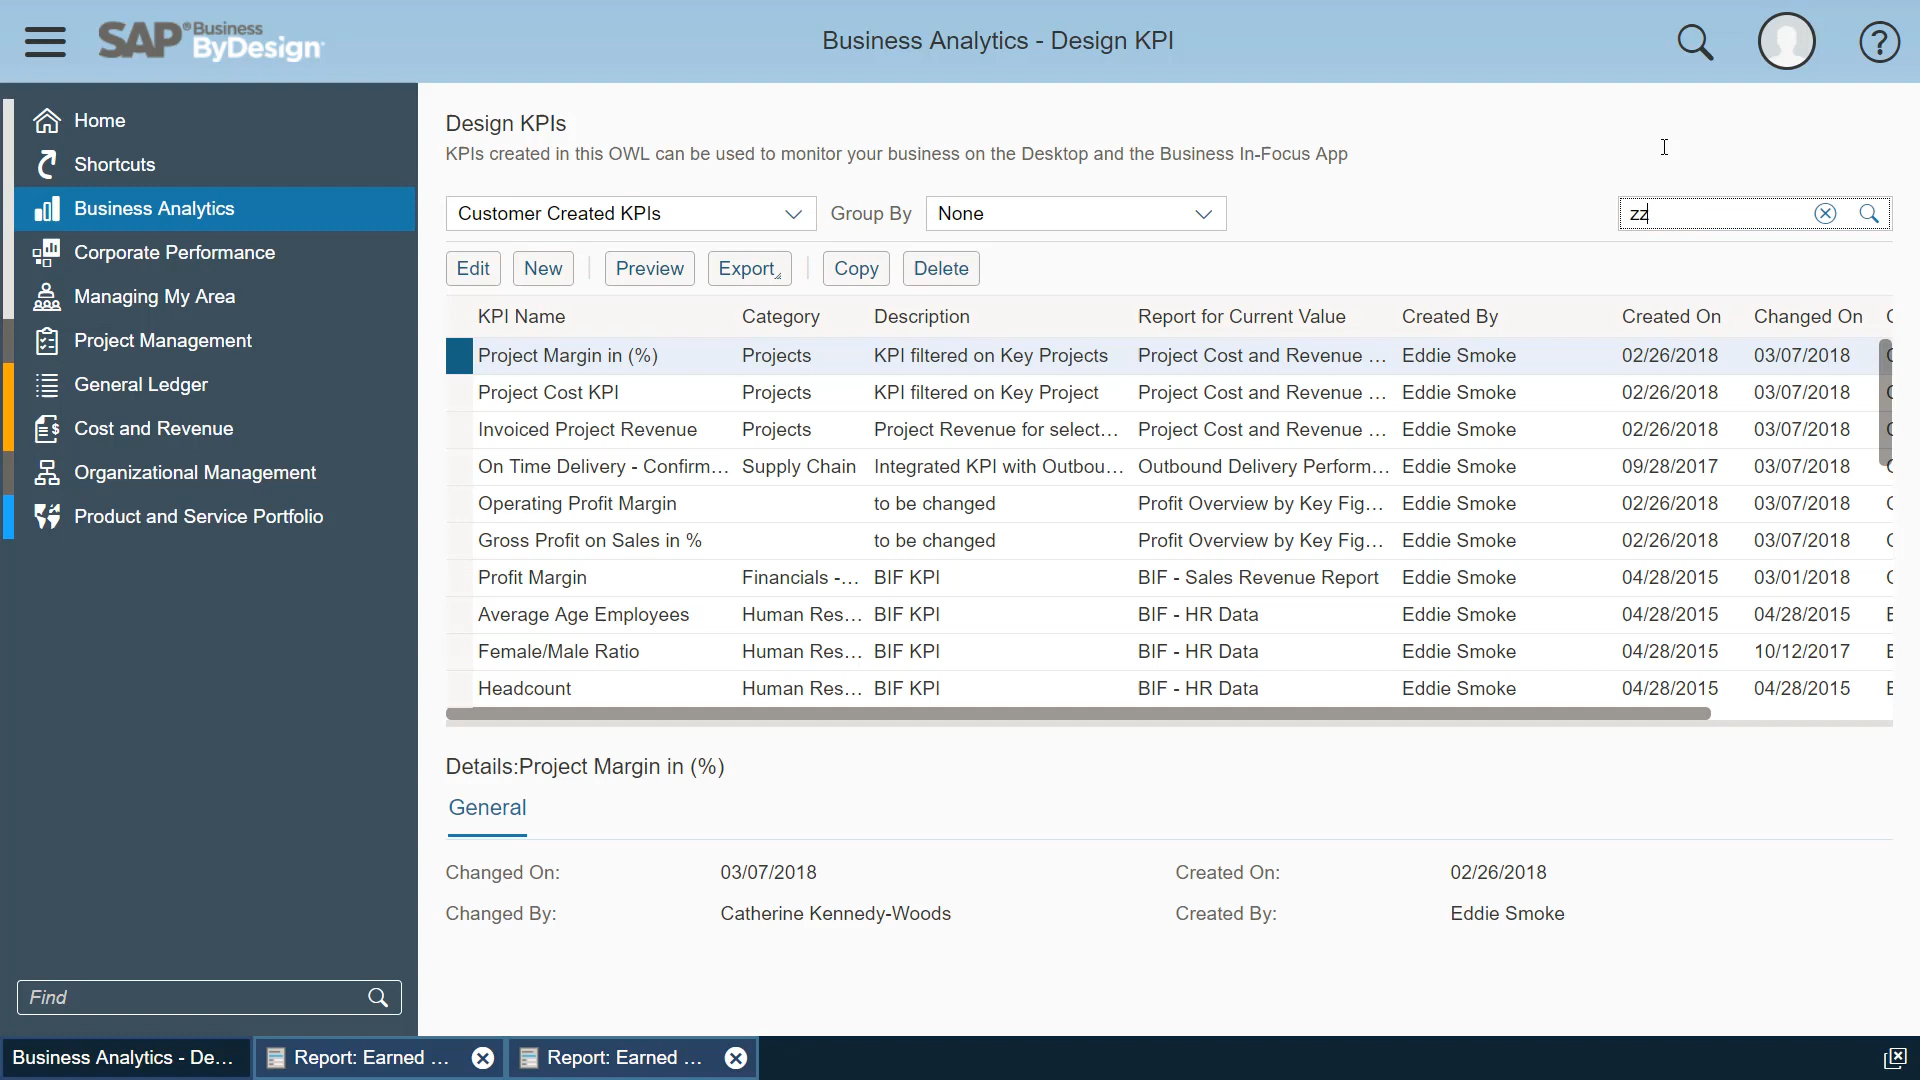 SAP® Business ByDesign
Business Analytics - Design KPI
?
Home
Shortcuts
Business Analytics
Corporate Performance
Managing My Area
Project Management
General Ledger
Cost and Revenue
Organizational Management
Product and Service Portfolio
Find
Design KPIs
KPIs created in this OWL can be used to monitor your business on the Desktop and the Business In-Focus App
Customer Created KPIs Group By None zz
Edit New Preview Export Copy Delete
KPI Name Category Description Report for Current Value Created By Created On Changed On
Project Margin in (%) Projects KPI filtered on Key Projects Project Cost and Revenue ... Eddie Smoke 02/26/2018 03/07/2018
Project Cost KPI Projects KPI filtered on Key Project Project Cost and Revenue ... Eddie Smoke 02/26/2018 03/07/2018
Invoiced Project Revenue Projects Project Revenue for select... Project Cost and Revenue ... Eddie Smoke 02/26/2018 03/07/2018
On Time Delivery - Confirm... Supply Chain Integrated KPI with Outbou... Outbound Delivery Perform... Eddie Smoke 09/28/2017 03/07/2018
Operating Profit Margin to be changed Profit Overview by Key Fig... Eddie Smoke 02/26/2018 03/07/2018
Gross Profit on Sales in % to be changed Profit Overview by Key Fig... Eddie Smoke 02/26/2018 03/07/2018
Profit Margin Financials -... BIF KPI BIF - Sales Revenue Report Eddie Smoke 04/28/2015 03/01/2018
Average Age Employees Human Res... BIF KPI BIF - HR Data Eddie Smoke 04/28/2015 04/28/2015
Female/Male Ratio Human Res... BIF KPI BIF - HR Data Eddie Smoke 04/28/2015 10/12/2017
Headcount Human Res... BIF KPI BIF - HR Data Eddie Smoke 04/28/2015 04/28/2015
Details:Project Margin in (%)
General
Changed On: 03/07/2018 Created On: 02/26/2018
Changed By: Catherine Kennedy-Woods Created By: Eddie Smoke
Business Analytics - De... Report: Earned ... Report: Earned ...